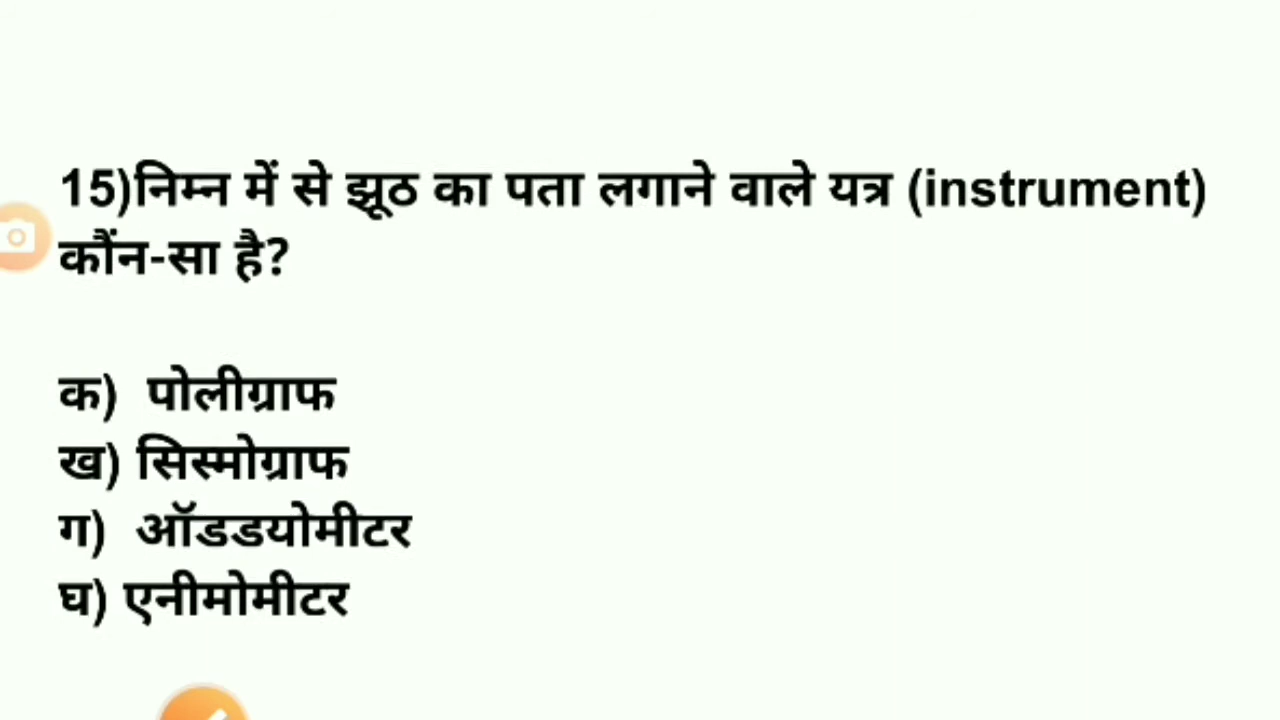 15)निम्न में से झूठ का पता लगाने वाले यत्र (instrument)
कौंन-सा है?
क) पोलीग्राफ
ख) सिस्मोग्राफ
ग) ऑडडयोमीटर
घ) एनीमोमीटर